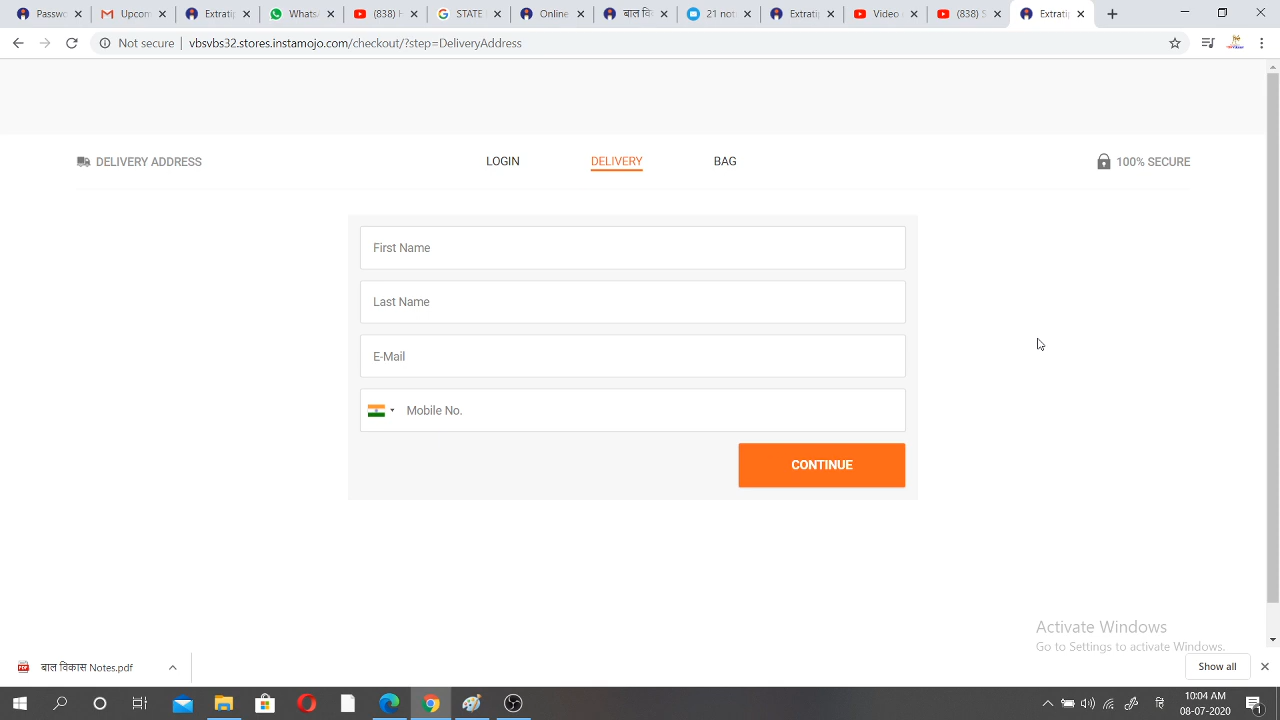 Passwo
Upcom
Extrati
Whats
(838) H
STATE
Online
बाल वि
21 not
Extrati
Video
(838) S
Extrati
Not secure
vbsvbs32.stores.instamojo.com/checkout/?step=DeliveryAddress
DELIVERY ADDRESS
LOGIN
DELIVERY
BAG
100% SECURE
First Name
Last Name
E-Mail
Mobile No.
CONTINUE
Activate Windows
Go to Settings to activate Windows.
बाल विकास Notes.pdf
Show all
10:04 AM
08-07-2020